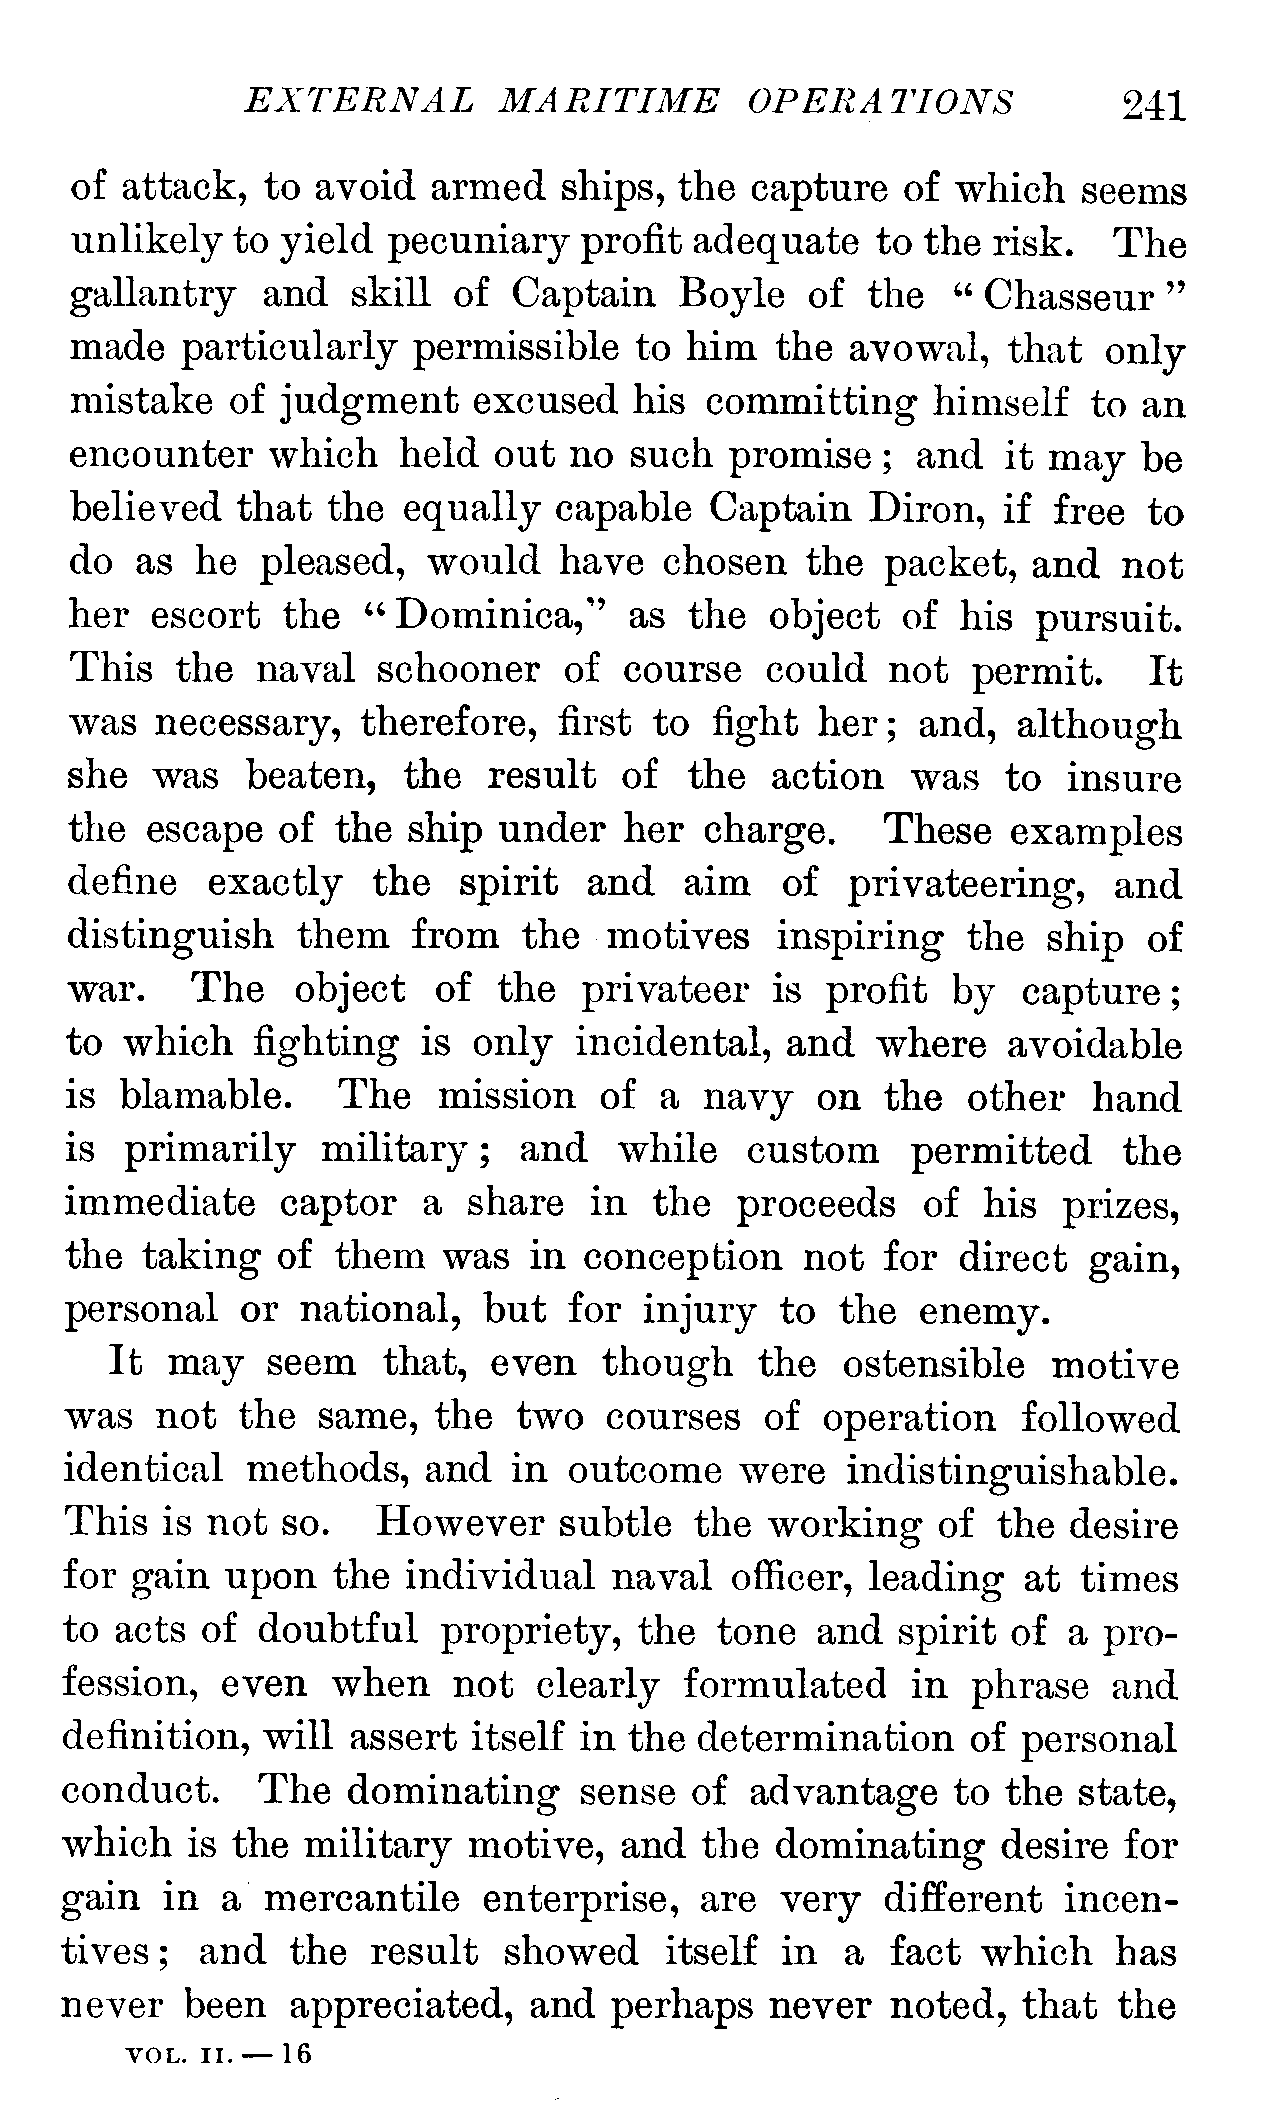 EXTERNAL MARITIME OPERATIONS 241
of attack, to avoid armed ships, the capture of which seems
unlikely to yield pecuniary profit adequate to the risk. The
gallantry and skill of Captain Boyle of the “Chasseur”
made particularly permissible to him the avowal, that only
mistake of judgment excused his committing himself to an
encounter which held out no such promise; and it may be
believed that the equally capable Captain Diron, if free to
do as he pleased, would have chosen the packet, and not
her escort the “Dominica,” as the object of his pursuit.
This the naval schooner of course could not permit. It
was necessary, therefore, first to fight her; and, although
she was beaten, the result of the action was to insure
the escape of the ship under her charge. These examples
define exactly the spirit and aim of privateering, and
distinguish them from the motives inspiring the ship of
war. The object of the privateer is profit by capture;
to which fighting is only incidental, and where avoidable
is blamable. The mission of a navy on the other hand
is primarily military; and while custom permitted the
immediate captor a share in the proceeds of his prizes,
the taking of them was in conception not for direct gain,
personal or national, but for injury to the enemy.
It may seem that, even though the ostensible motive
was not the same, the two courses of operation followed
identical methods, and in outcome were indistinguishable.
This is not so. However subtle the working of the desire
for gain upon the individual naval officer, leading at times
to acts of doubtful propriety, the tone and spirit of a pro-
fession, even when not clearly formulated in phrase and
definition, will assert itself in the determination of personal
conduct. The dominating sense of advantage to the state,
which is the military motive, and the dominating desire for
gain in a mercantile enterprise, are very different incen-
tives; and the result showed itself in a fact which has
never been appreciated, and perhaps never noted, that the
VOL. II. — 16